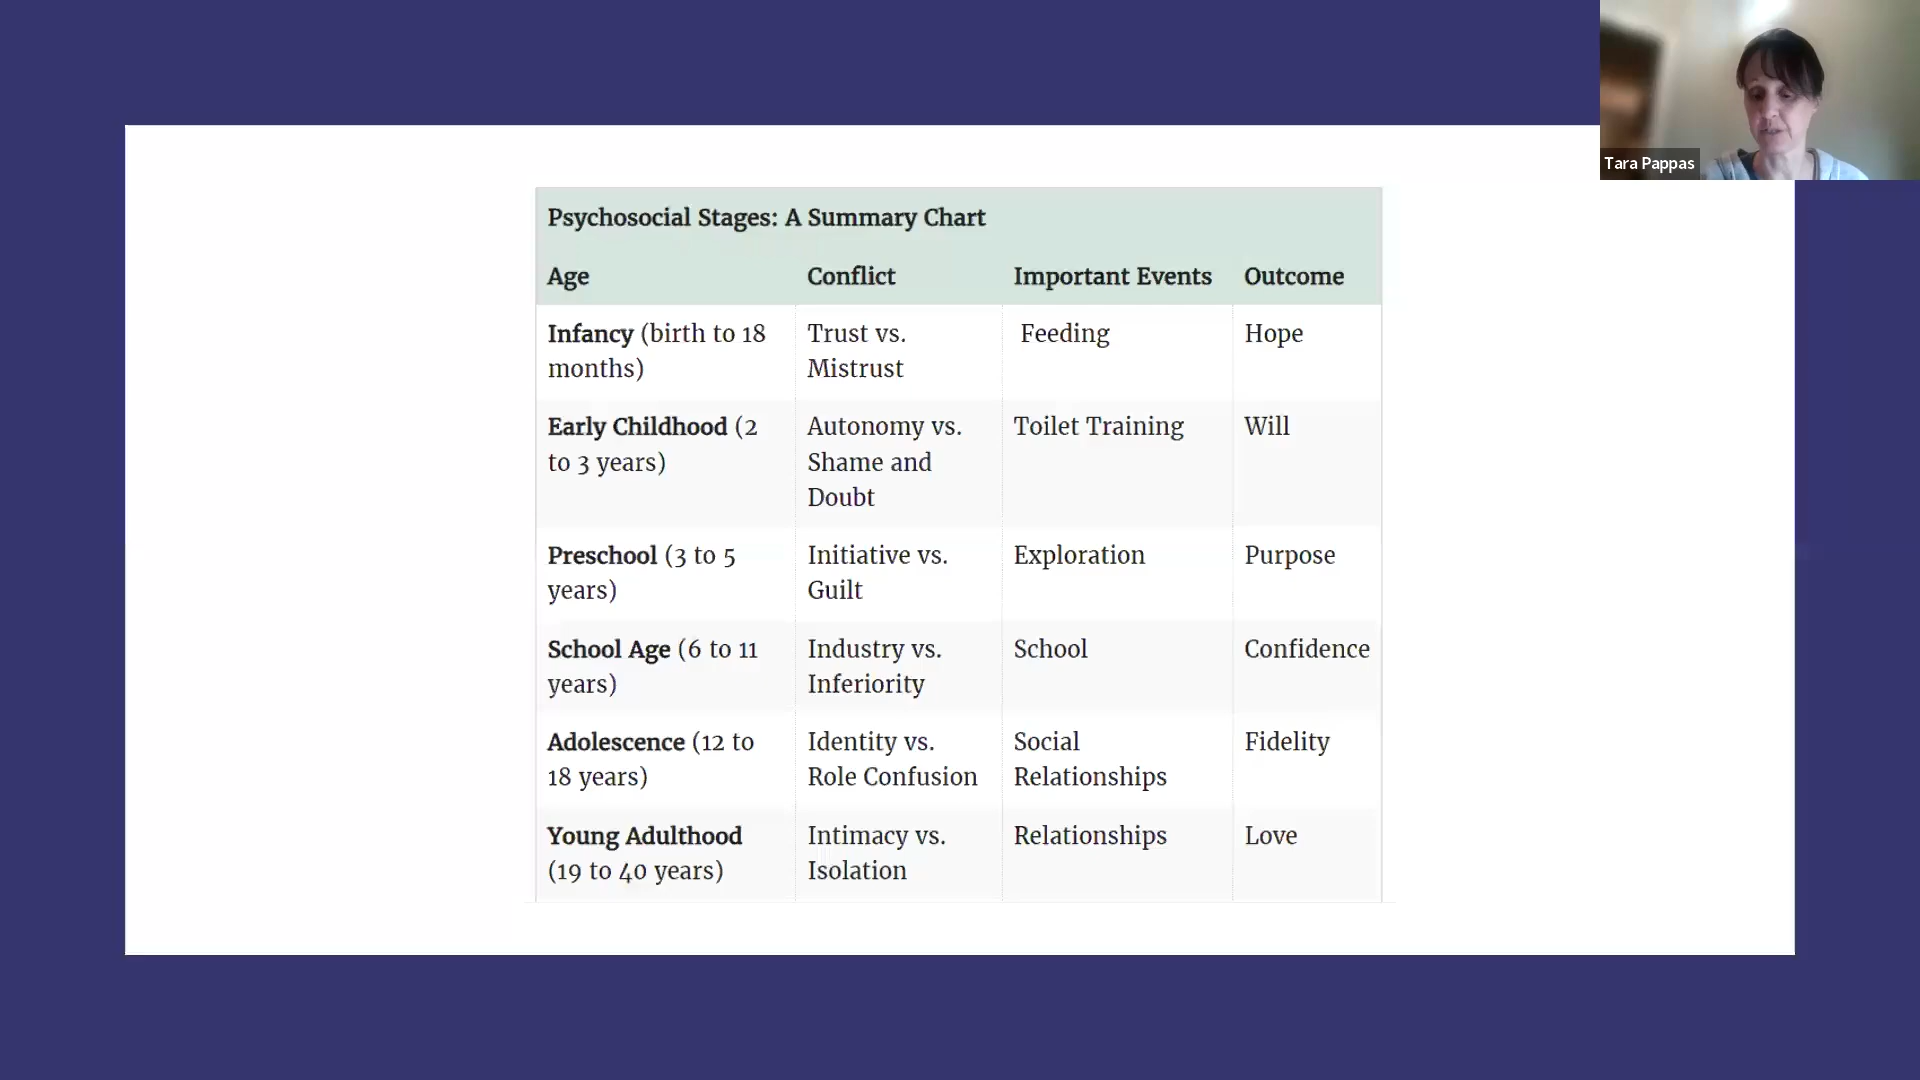 Tara Pappas
Psychosocial Stages: A Summary Chart
Age Conflict Important Events Outcome
Infancy (birth to 18 Trust vs. Feeding Hope
months) Mistrust
Early Childhood (2 Autonomy vs. Toilet Training Will
to 3 years) Shame and
Doubt
Preschool (3 to 5 Initiative vs. Exploration Purpose
years) Guilt
School Age (6 to 11 Industry vs. School Confidence
years) Inferiority
Adolescence (12 to Identity vs. Social Fidelity
18 years) Role Confusion Relationships
Young Adulthood Intimacy vs. Relationships Love
(19 to 40 years) Isolation